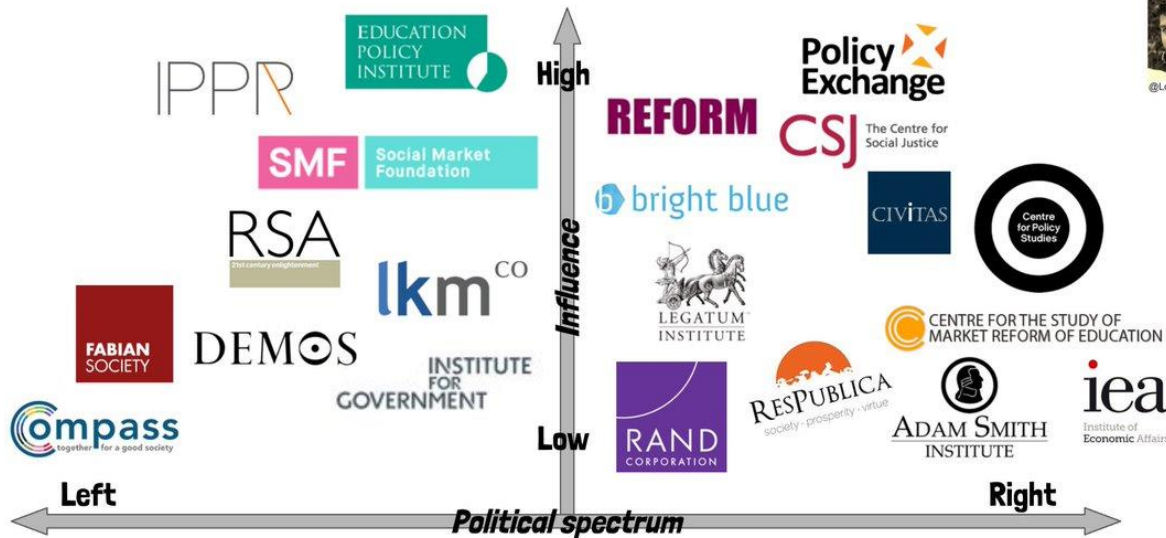 EDUCATION
POLICY
INSTITUTE
IPPR
High
Policy
Exchange
REFORM
CSJ The Centre for
Social Justice
SMF Social Market
Foundation
b bright blue
CIVITAS
Centre
for Policy
Studies
RSA
21st century enlightenment
lkm CO
Influence
LEGATUM
INSTITUTE
FABIAN
SOCIETY
DEMOS
CENTRE FOR THE STUDY OF
MARKET REFORM OF EDUCATION
INSTITUTE
FOR
GOVERNMENT
RESPUBLICA
society · prosperity · virtue
iea
Institute of
Economic Affairs
Compass
together for a good society
Low
RAND
CORPORATION
ADAM SMITH
INSTITUTE
Left
Right
Political spectrum